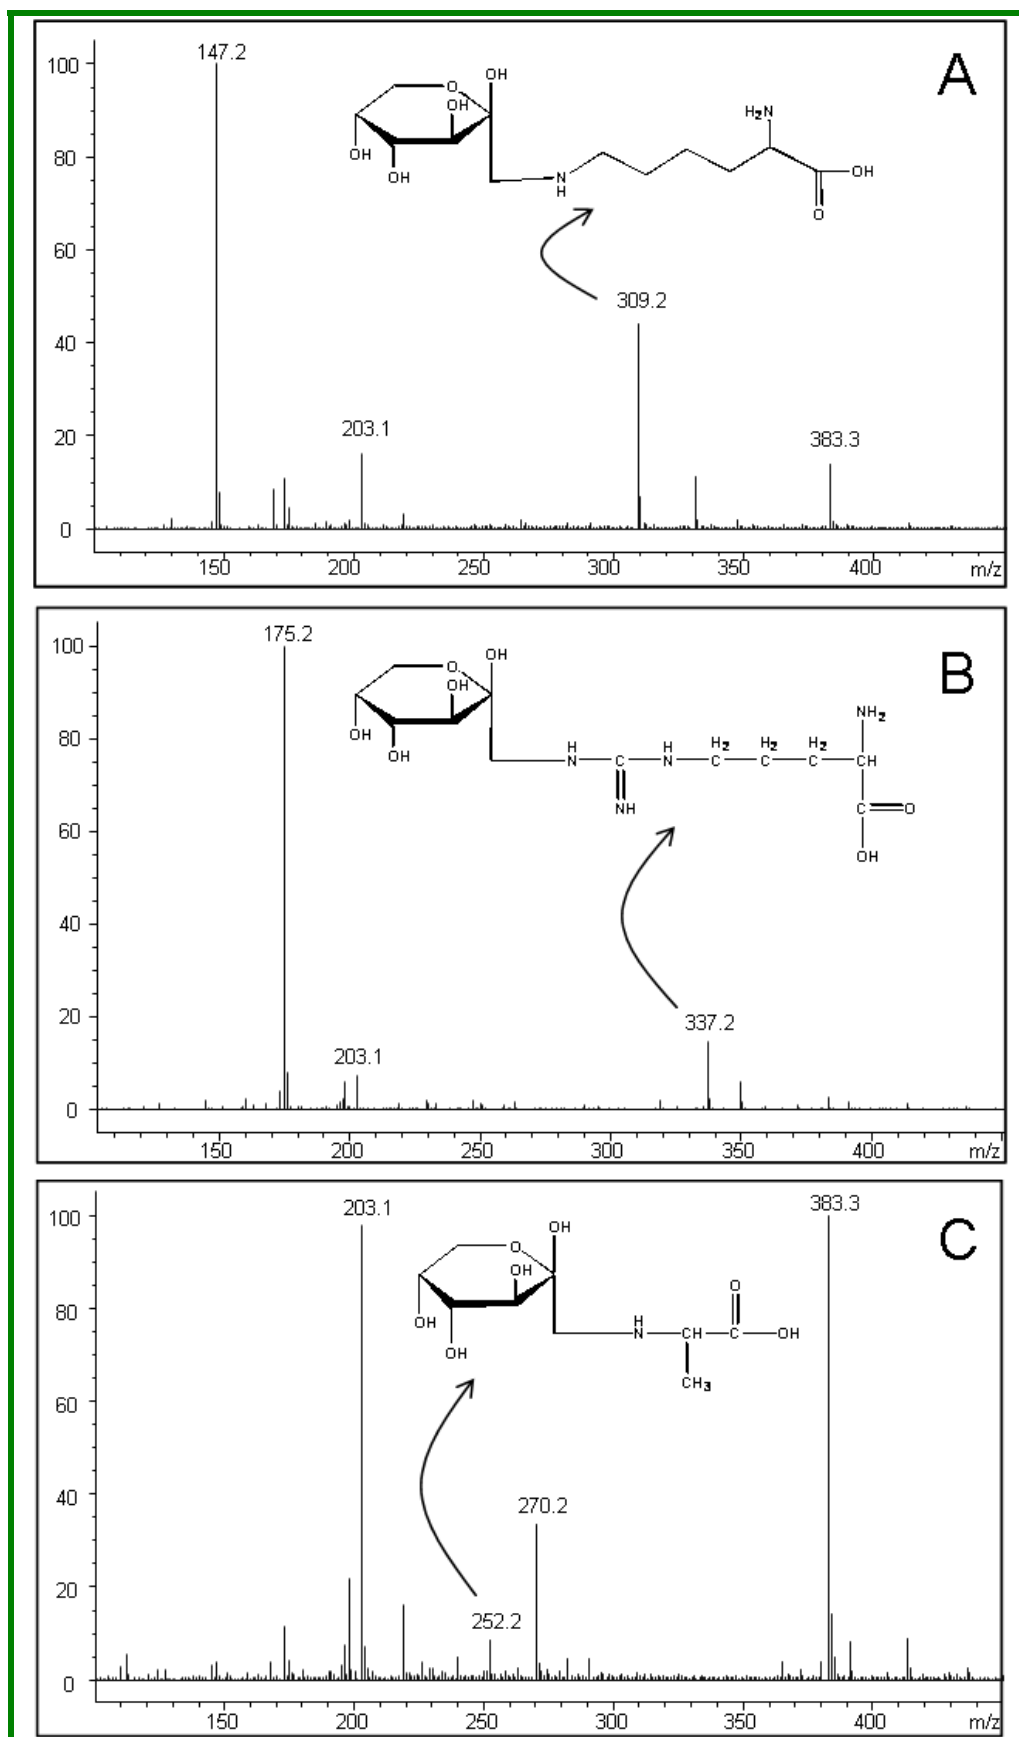 A
147.2
100
80
60
40
20
0
OH
O
OH
OH
OH
N
H
H2N
OH
O
309.2
203.1
383.3
150 200 250 300 350 400 m/z
B
175.2
100
80
60
40
20
0
OH
O
OH
OH
OH
H H H2 H2 H2 NH2
N C N C C C CH
NH
C O
OH
337.2
203.1
150 200 250 300 350 400 m/z
C
203.1
383.3
100
80
60
40
20
0
OH
O
OH
OH
OH
O
H
N CH C OH
CH3
270.2
252.2
150 200 250 300 350 400 m/z